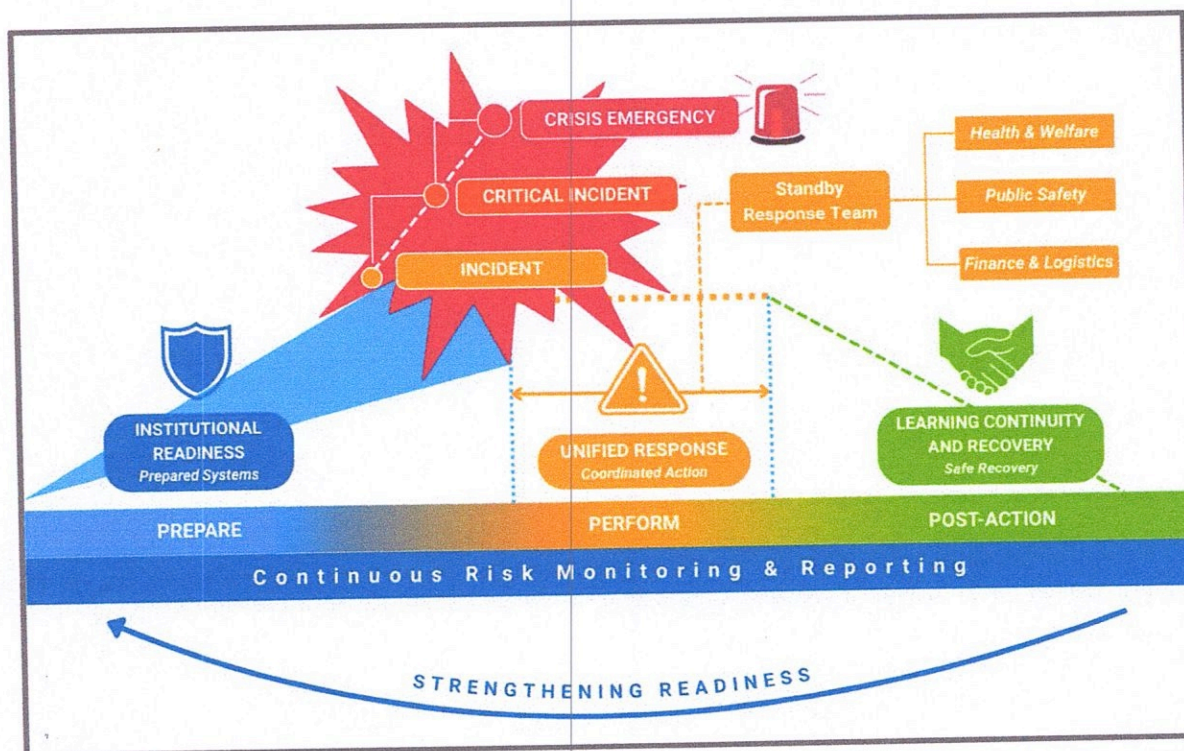 CRISIS EMERGENCY
CRITICAL INCIDENT
INCIDENT
Standby
Response Team
Health & Welfare
Public Safety
Finance & Logistics
INSTITUTIONAL
READINESS
Prepared Systems
UNIFIED RESPONSE
Coordinated Action
LEARNING CONTINUITY
AND RECOVERY
Safe Recovery
PREPARE
PERFORM
POST-ACTION
Continuous Risk Monitoring & Reporting
STRENGTHENING READINESS